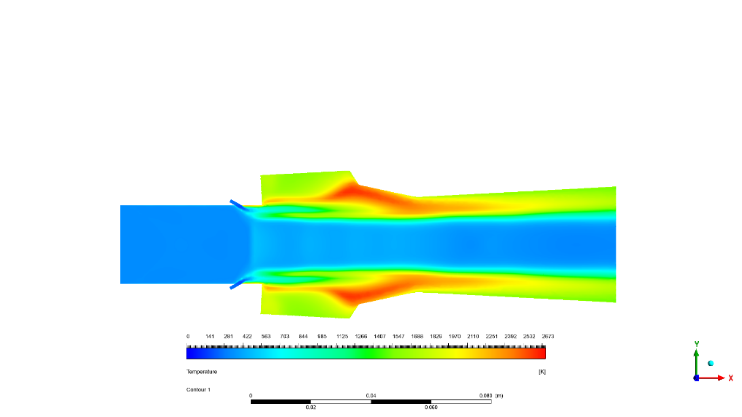 0 141 281 422 563 703 844 985 1125 1266 1407 1547 1688 1829 1970 2110 2251 2392 2532 2673
Temperature [K]
Contour 1
0 0.04 0.080 (m)
0.02 0.060
Y
X